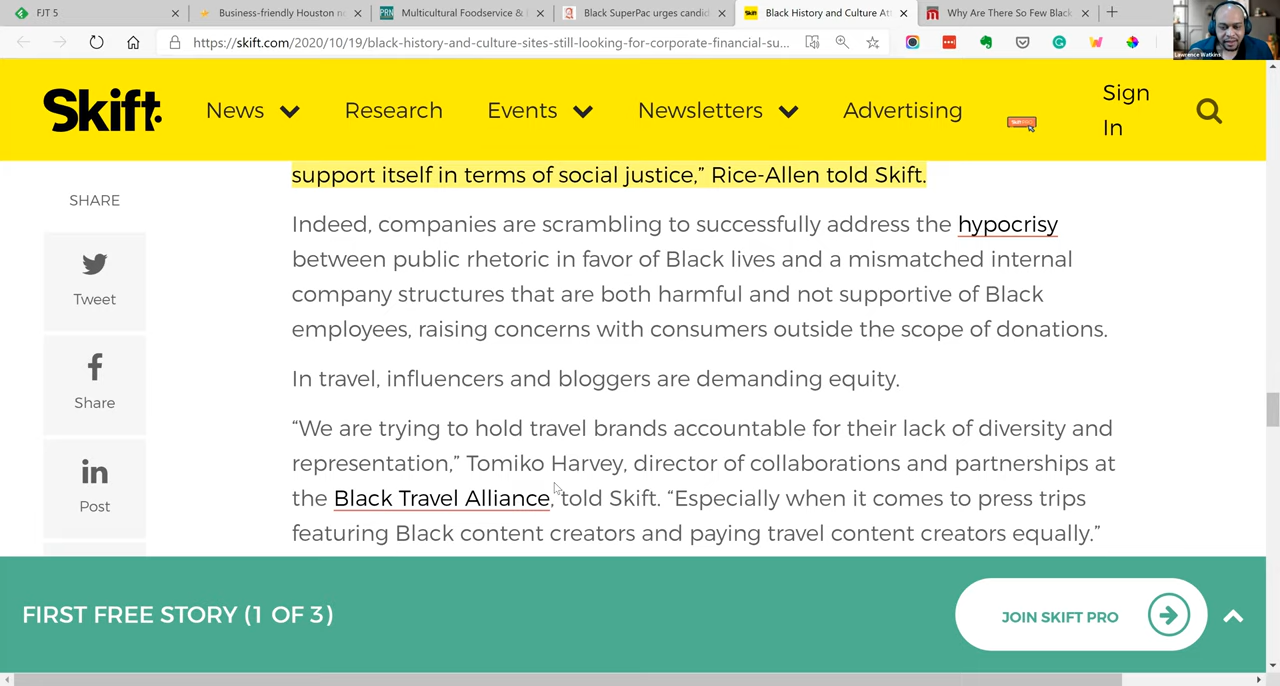 FJT 5
Business-friendly Houston n
Multicultural Foodservice &
Black SuperPac urges candid
Black History and Culture At
Why Are There So Few Black
https://skift.com/2020/10/19/black-history-and-culture-sites-still-looking-for-corporate-financial-su...
Lawrence Watkins
Skift.
News
Research
Events
Newsletters
Advertising
Sign
In
support itself in terms of social justice,” Rice-Allen told Skift.
SHARE
Indeed, companies are scrambling to successfully address the hypocrisy
between public rhetoric in favor of Black lives and a mismatched internal
company structures that are both harmful and not supportive of Black
employees, raising concerns with consumers outside the scope of donations.
Tweet
Share
In travel, influencers and bloggers are demanding equity.
“We are trying to hold travel brands accountable for their lack of diversity and
representation,” Tomiko Harvey, director of collaborations and partnerships at
the Black Travel Alliance, told Skift. “Especially when it comes to press trips
featuring Black content creators and paying travel content creators equally.”
in
Post
FIRST FREE STORY (1 OF 3)
JOIN SKIFT PRO